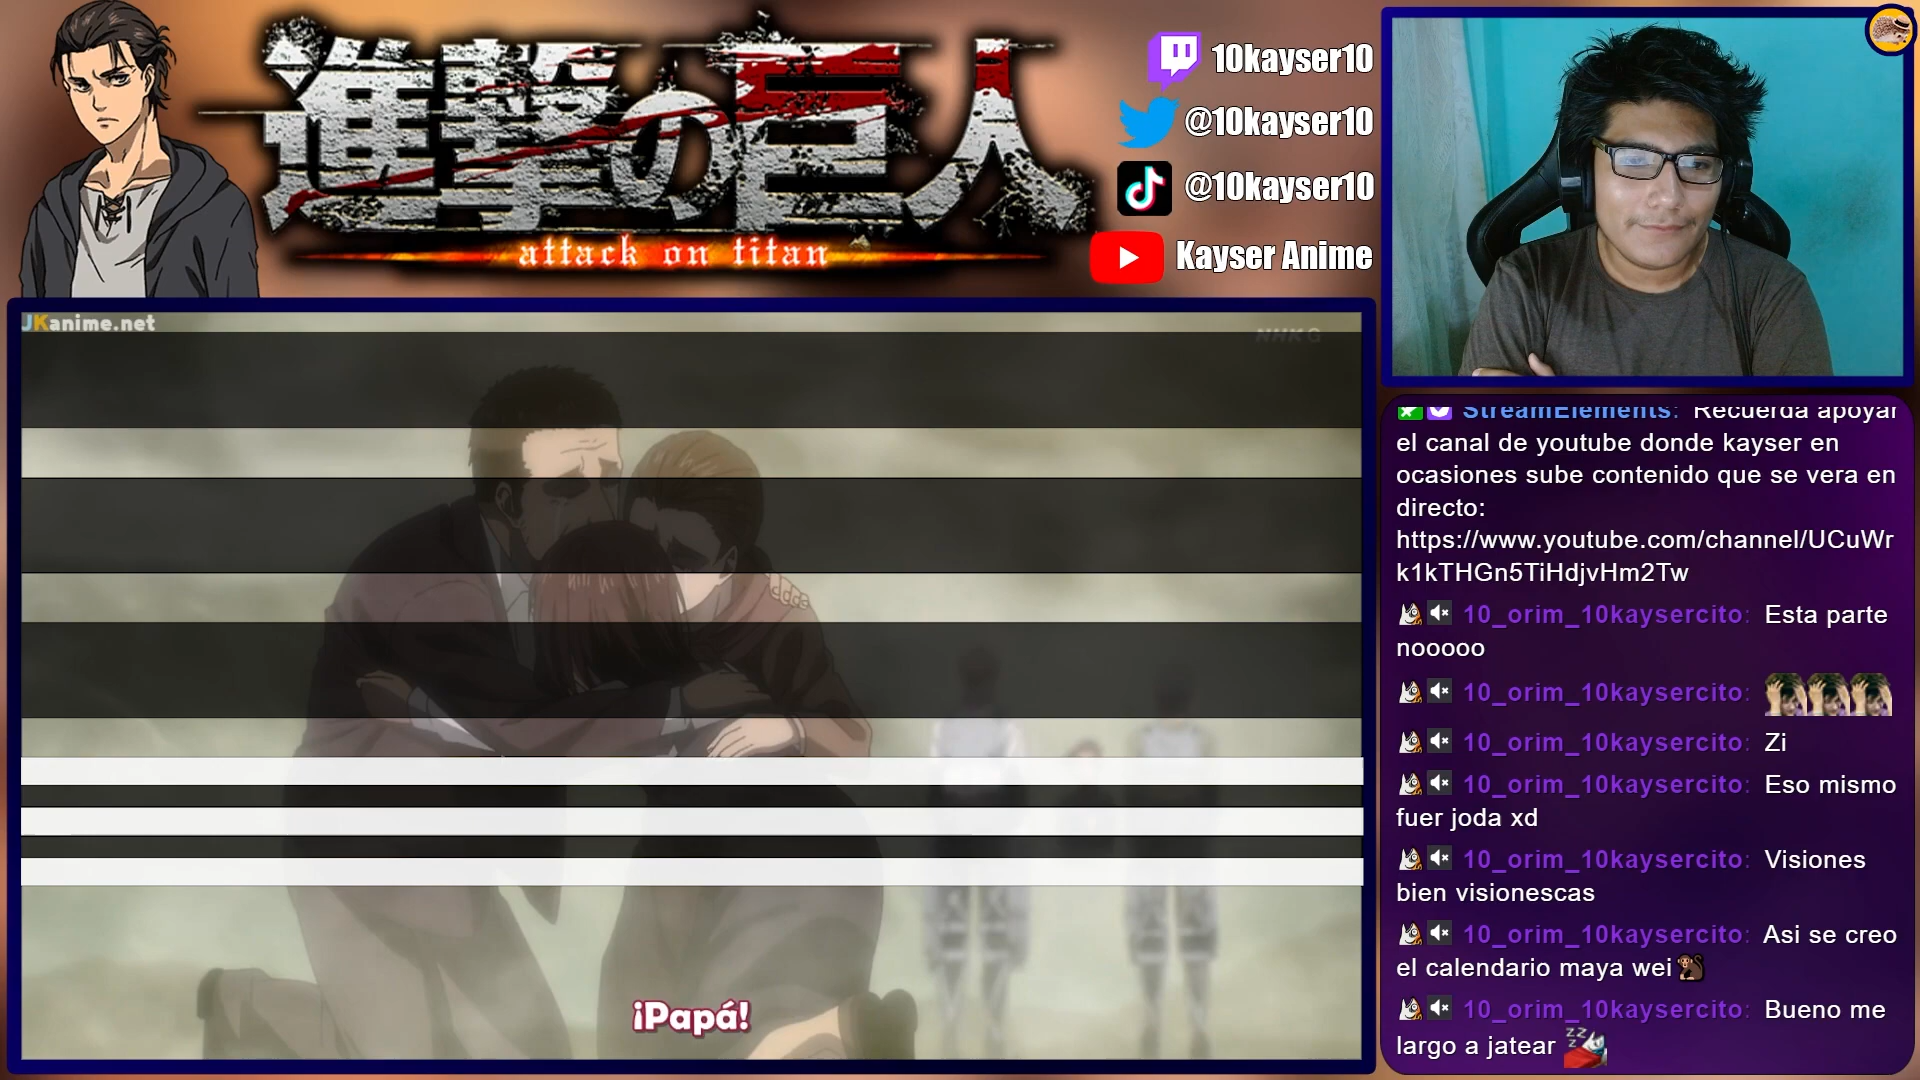 進撃の巨人
attack on titan
10kayser10
@10kayser10
@10kayser10
Kayser Anime
JKanime.net
NHK G
¡Papá!
StreamElements: Recuerda apoyar
el canal de youtube donde kayser en
ocasiones sube contenido que se vera en
directo:
https://www.youtube.com/channel/UCuWr
k1kTHGn5TiHdjvHm2Tw
10_orim_10kaysercito: Esta parte
nooooo
10_orim_10kaysercito:
10_orim_10kaysercito: Zi
10_orim_10kaysercito: Eso mismo
fuer joda xd
10_orim_10kaysercito: Visiones
bien visionescas
10_orim_10kaysercito: Asi se creo
el calendario maya wei
10_orim_10kaysercito: Bueno me
largo a jatear